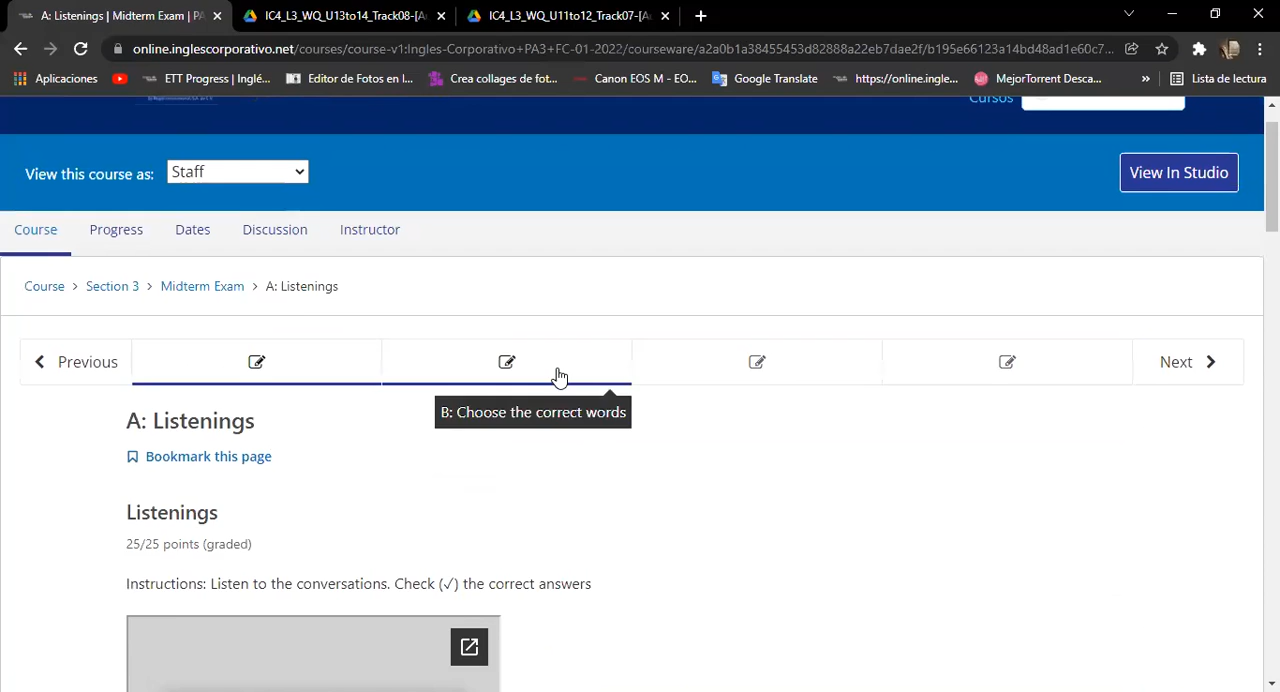 A: Listenings | Midterm Exam | PA
IC4_L3_WQ_U13to14_Track08-[Au
IC4_L3_WQ_U11to12_Track07-[Au
online.inglescorporativo.net/courses/course-v1:Ingles-Corporativo+PA3+FC-01-2022/courseware/a2a0b1a38455453d82888a22eb7dae2f/b195e66123a14bd48ad1e60c7...
Aplicaciones
ETT Progress | Inglé...
Editor de Fotos en l...
Crea collages de fot...
Canon EOS M - EO...
Google Translate
https://online.ingle...
MejorTorrent Desca...
»
Lista de lectura
Cursos
View this course as:
Staff
View In Studio
Course
Progress
Dates
Discussion
Instructor
Course > Section 3 > Midterm Exam > A: Listenings
Previous
Next
B: Choose the correct words
A: Listenings
Bookmark this page
Listenings
25/25 points (graded)
Instructions: Listen to the conversations. Check (✓) the correct answers